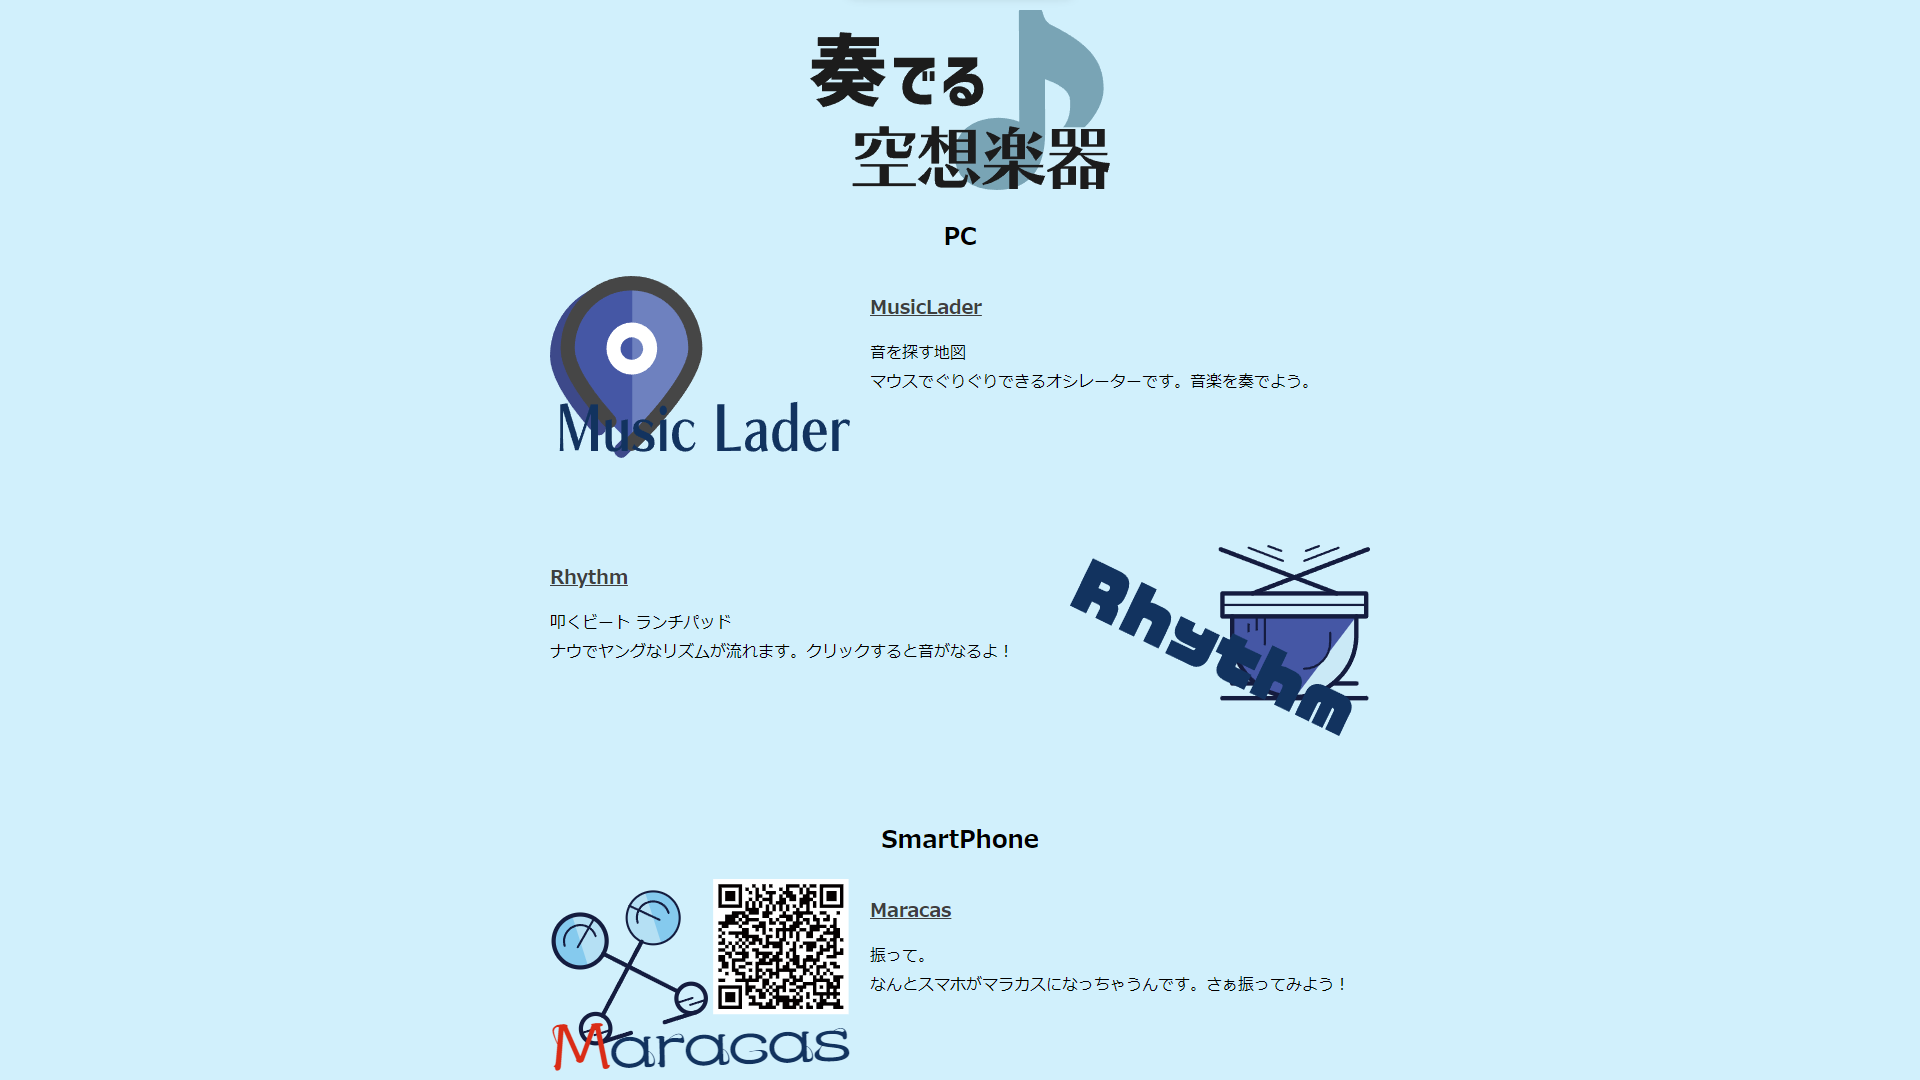 奏でる
空想楽器
PC
Music Lader
MusicLader
音を探す地図
マウスでぐりぐりできるオシレーターです。音楽を奏でよう。
Rhythm
叩くビート ランチパッド
ナウでヤングなリズムが流れます。クリックすると音がなるよ！
Rhythm
SmartPhone
Maracas
Maracas
振って。
なんとスマホがマラカスになっちゃうんです。さぁ振ってみよう！